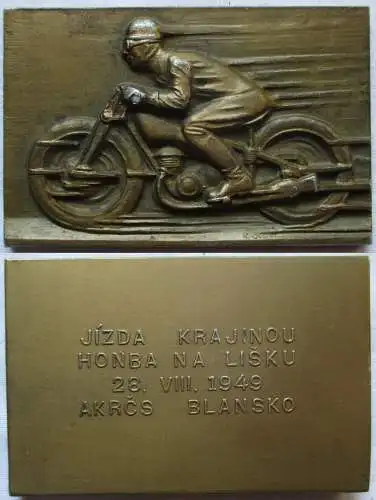 JÍZDA KRAJINOU
HONBA NA LIŠKU
28. VIII. 1949
AKRČS BLANSKO